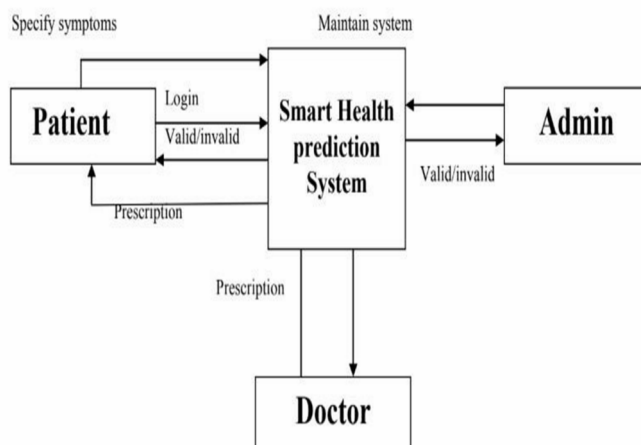 Specify symptoms
Maintain system
Login
Patient
Valid/invalid
Smart Health
prediction
System
Admin
Valid/invalid
Prescription
Prescription
Doctor